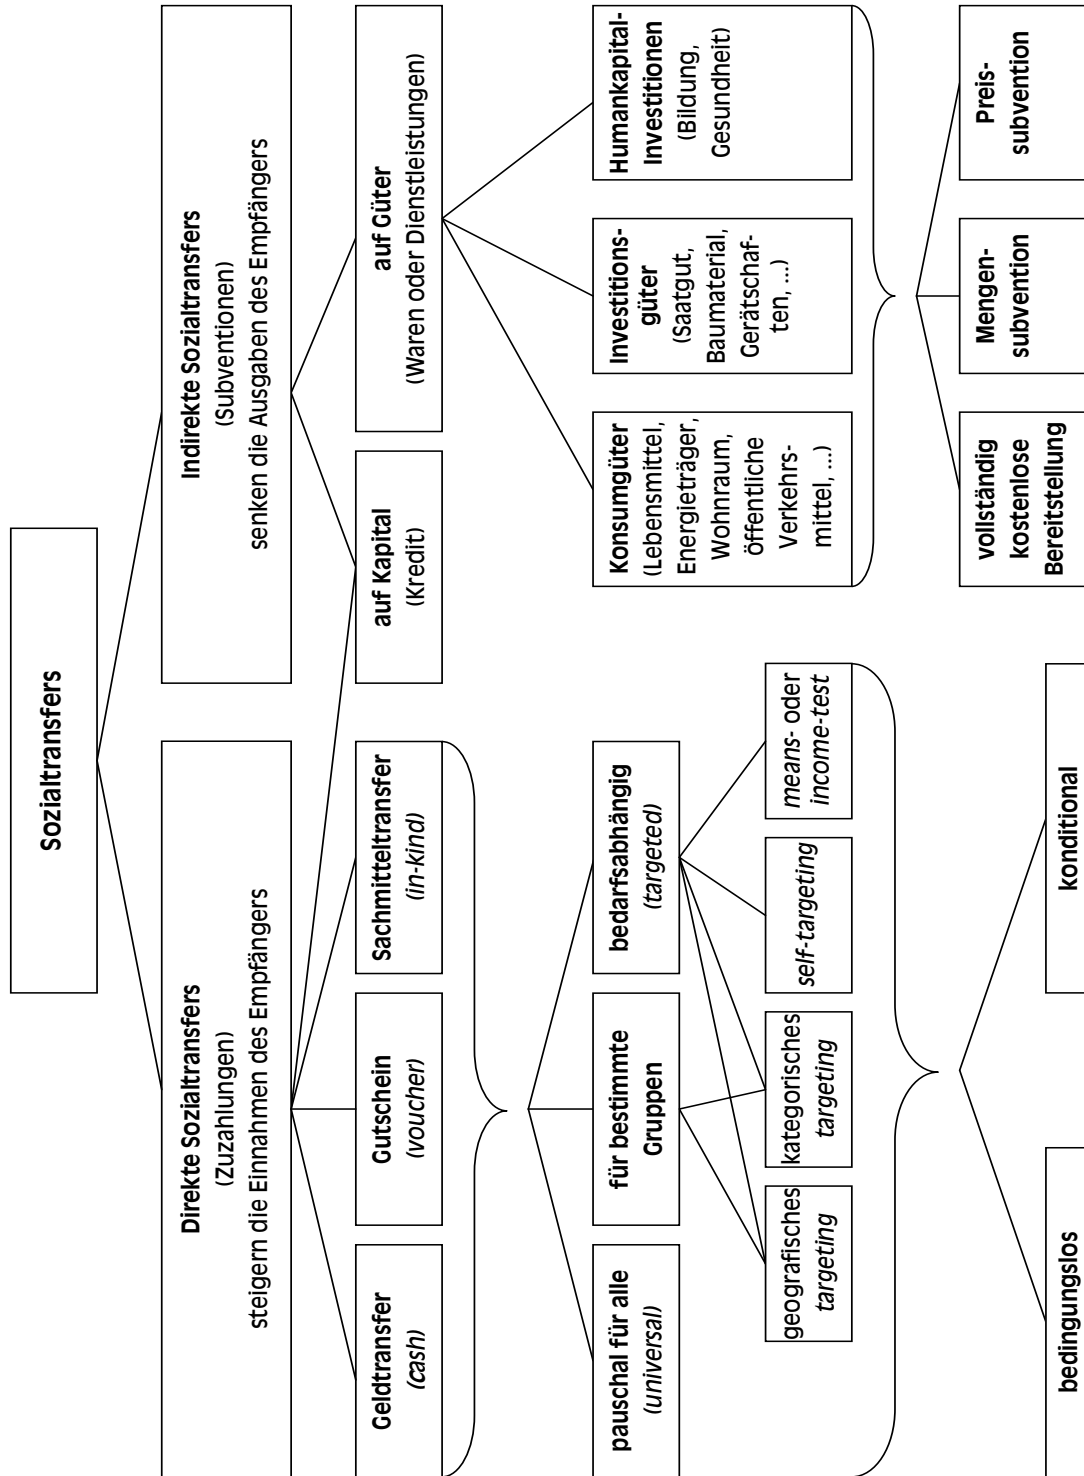 Sozialtransfers
Direkte Sozialtransfers
(Zuzahlungen)
steigern die Einnahmen des Empfängers
Indirekte Sozialtransfers
(Subventionen)
senken die Ausgaben des Empfängers
Geldtransfer
(cash)
Gutschein
(voucher)
Sachmitteltransfer
(in-kind)
auf Kapital
(Kredit)
auf Güter
(Waren oder Dienstleistungen)
pauschal für alle
(universal)
für bestimmte
Gruppen
bedarfsabhängig
(targeted)
Konsumgüter
(Lebensmittel,
Energieträger,
Wohnraum,
öffentliche
Verkehrs-
mittel, ...)
Investitions-
güter
(Saatgut,
Baumaterial,
Gerätschaf-
ten, ...)
Humankapital-
Investitionen
(Bildung,
Gesundheit)
geografisches
targeting
kategorisches
targeting
self-targeting
means- oder
income-test
vollständig
kostenlose
Bereitstellung
Mengen-
subvention
Preis-
subvention
bedingungslos
konditional